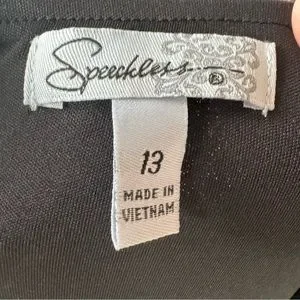 Speechless ®
13
MADE IN
VIETNAM